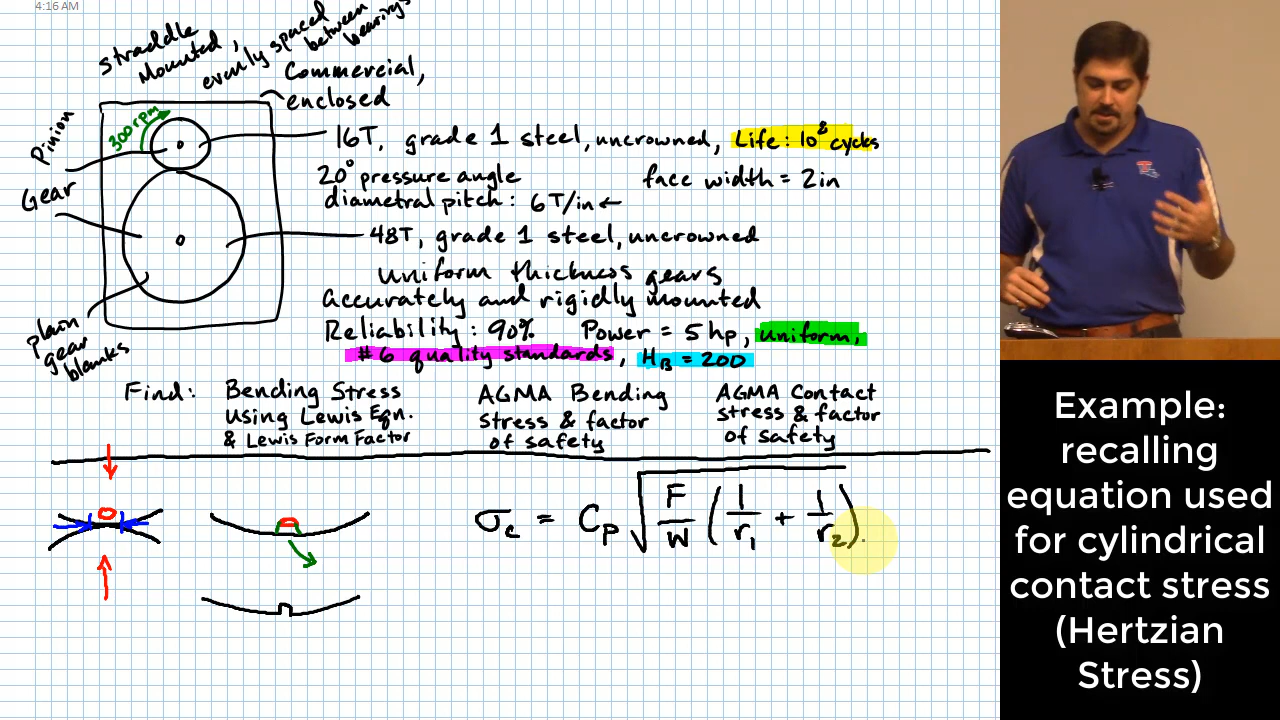 4:16 AM
straddle
mounted,
evenly spaced
between
bearings
Commercial,
enclosed
300 rpm
Pinion
Gear
plain
gear
blanks
16T, grade 1 steel, uncrowned, Life: 10⁸ cycles
20° pressure angle face width = 2in
diametral pitch: 6T/in ←
48T, grade 1 steel, uncrowned
uniform thickness gears
accurately and rigidly mounted
Reliability: 90% Power = 5 hp, uniform,
#6 quality standards, H_B = 200
Find: Bending Stress
using Lewis Eqn.
& Lewis Form Factor
AGMA Bending
stress & factor
of safety
AGMA Contact
stress & factor
of safety
σ_c = C_p √(F/W (1/r₁ + 1/r₂))
Example:
recalling
equation used
for cylindrical
contact stress
(Hertzian
Stress)